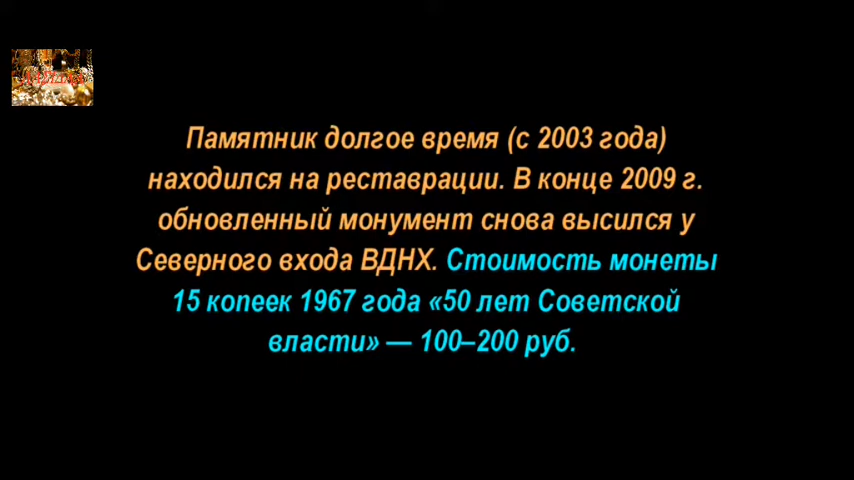 Памятник долгое время (с 2003 года)
находился на реставрации. В конце 2009 г.
обновленный монумент снова высился у
Северного входа ВДНХ. Стоимость монеты
15 копеек 1967 года «50 лет Советской
власти» — 100–200 руб.